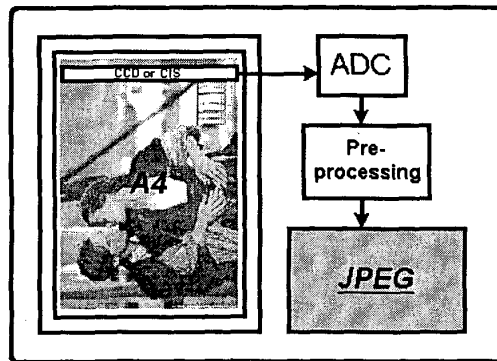 CCD or CIS
ADC
Pre-
processing
A4
JPEG